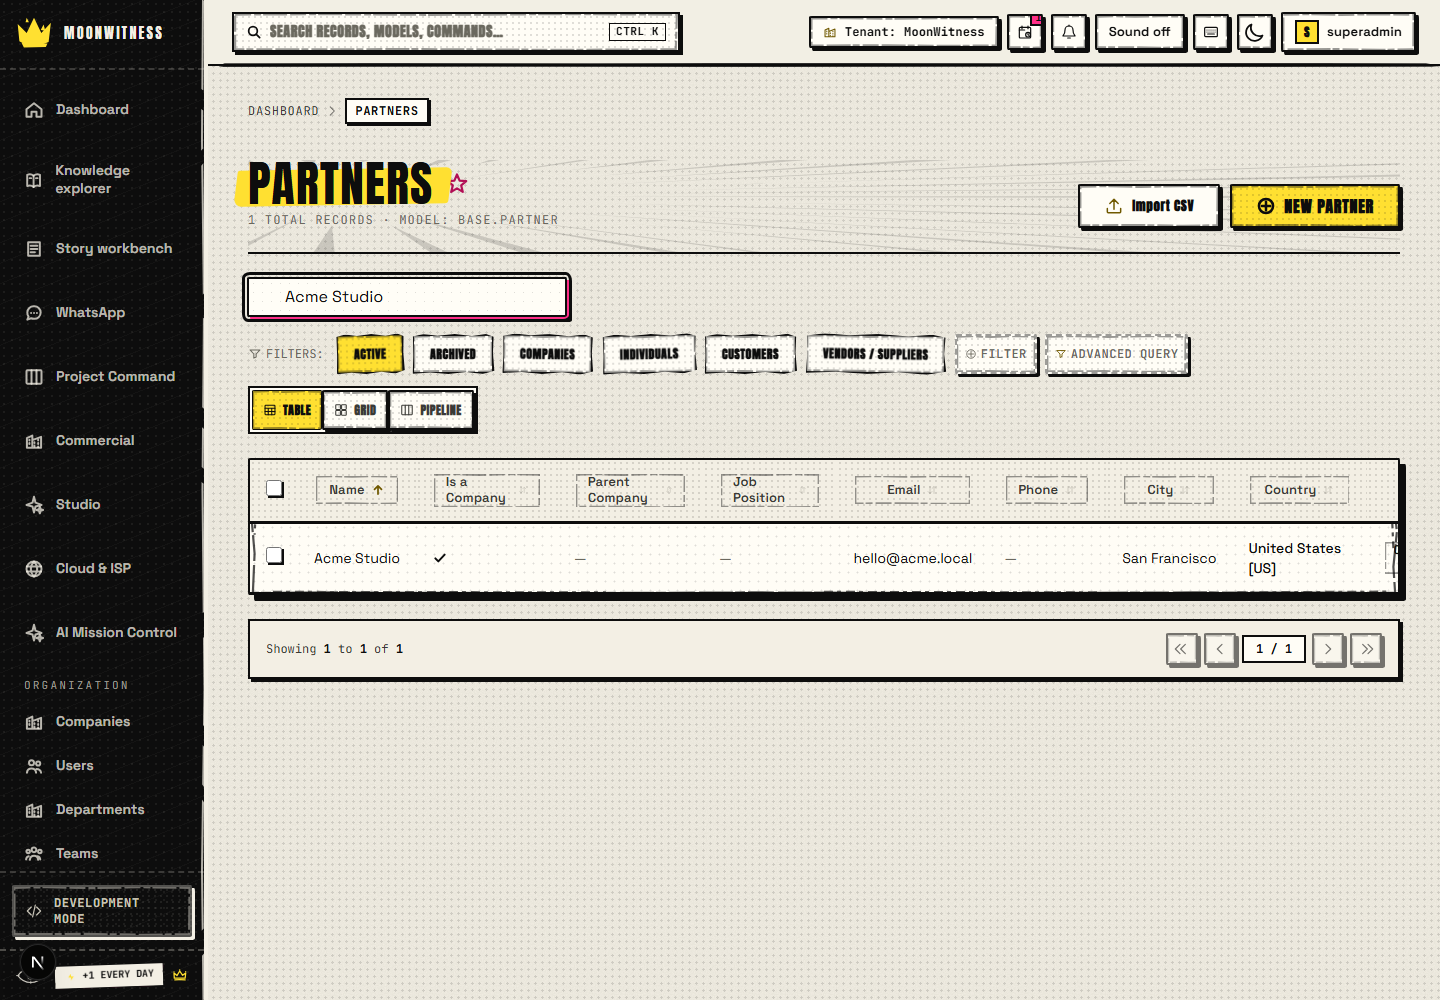 MOONWITNESS
SEARCH RECORDS, MODELS, COMMANDS...
CTRL K
Tenant: MoonWitness
Sound off
S
superadmin
Dashboard
Knowledge
explorer
Story workbench
WhatsApp
Project Command
Commercial
Studio
Cloud & ISP
AI Mission Control
ORGANIZATION
Companies
Users
Departments
Teams
DEVELOPMENT
MODE
N
+1 EVERY DAY
DASHBOARD
PARTNERS
PARTNERS
1 TOTAL RECORDS · MODEL: BASE.PARTNER
Import CSV
NEW PARTNER
Acme Studio
FILTERS:
ACTIVE
ARCHIVED
COMPANIES
INDIVIDUALS
CUSTOMERS
VENDORS / SUPPLIERS
FILTER
ADVANCED QUERY
TABLE
GRID
PIPELINE
Name
Is a
Company
Parent
Company
Job
Position
Email
Phone
City
Country
Acme Studio
—
—
hello@acme.local
—
San Francisco
United States
[US]
Showing 1 to 1 of 1
1 / 1